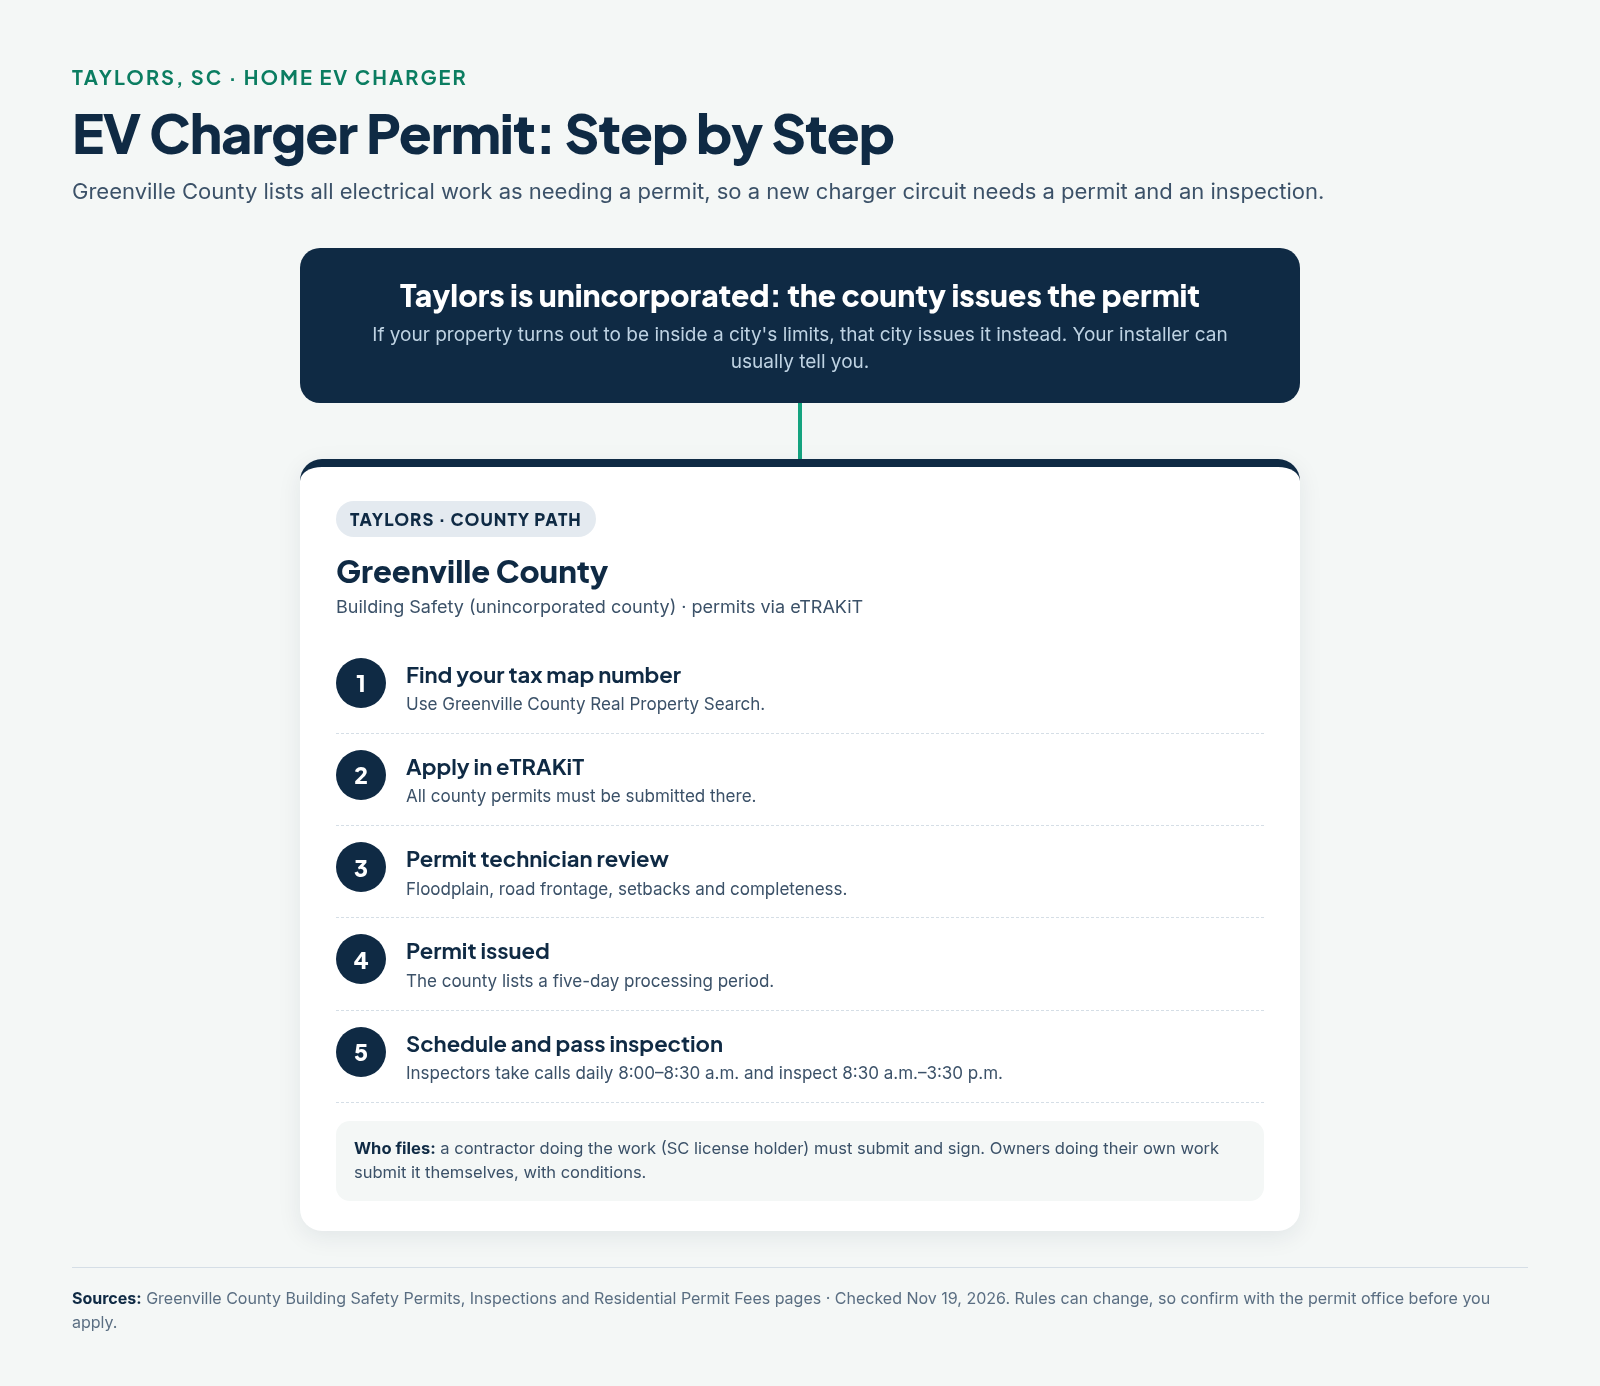 TAYLORS, SC · HOME EV CHARGER
EV Charger Permit: Step by Step
Greenville County lists all electrical work as needing a permit, so a new charger circuit needs a permit and an inspection.
Taylors is unincorporated: the county issues the permit
If your property turns out to be inside a city's limits, that city issues it instead. Your installer can
usually tell you.
TAYLORS · COUNTY PATH
Greenville County
Building Safety (unincorporated county) · permits via eTRAKiT
1
Find your tax map number
Use Greenville County Real Property Search.
2
Apply in eTRAKiT
All county permits must be submitted there.
3
Permit technician review
Floodplain, road frontage, setbacks and completeness.
4
Permit issued
The county lists a five-day processing period.
5
Schedule and pass inspection
Inspectors take calls daily 8:00–8:30 a.m. and inspect 8:30 a.m.–3:30 p.m.
Who files: a contractor doing the work (SC license holder) must submit and sign. Owners doing their own work
submit it themselves, with conditions.
Sources: Greenville County Building Safety Permits, Inspections and Residential Permit Fees pages · Checked Nov 19, 2026. Rules can change, so confirm with the permit office before you
apply.